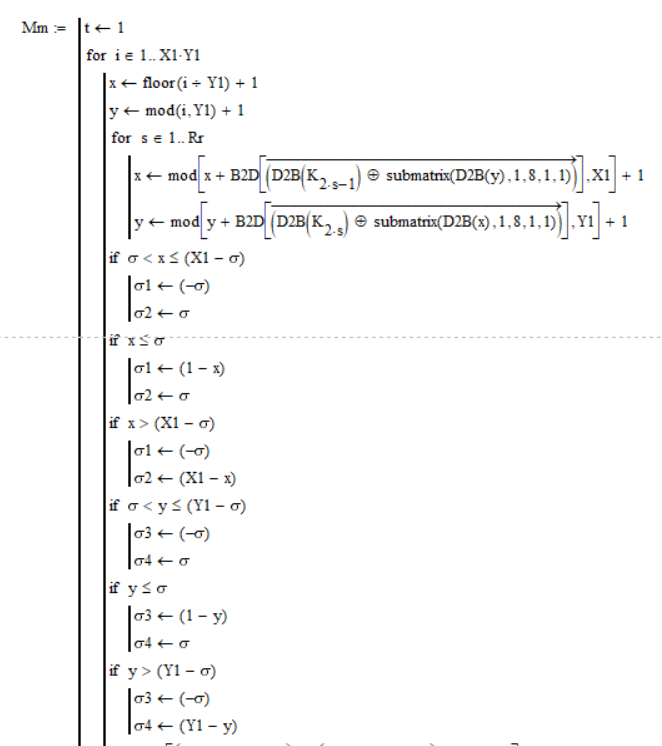 Mm := t ← 1
for i ∈ 1.. X1·Y1
x ← floor(i ÷ Y1) + 1
y ← mod(i, Y1) + 1
for s ∈ 1.. Rr
x ← mod[x + B2D[(D2B(K_{2·s−1}) ⊕ submatrix(D2B(y), 1, 8, 1, 1))], X1] + 1
y ← mod[y + B2D[(D2B(K_{2·s}) ⊕ submatrix(D2B(x), 1, 8, 1, 1))], Y1] + 1
if σ < x ≤ (X1 − σ)
σ1 ← (−σ)
σ2 ← σ
if x ≤ σ
σ1 ← (1 − x)
σ2 ← σ
if x > (X1 − σ)
σ1 ← (−σ)
σ2 ← (X1 − x)
if σ < y ≤ (Y1 − σ)
σ3 ← (−σ)
σ4 ← σ
if y ≤ σ
σ3 ← (1 − y)
σ4 ← σ
if y > (Y1 − σ)
σ3 ← (−σ)
σ4 ← (Y1 − y)